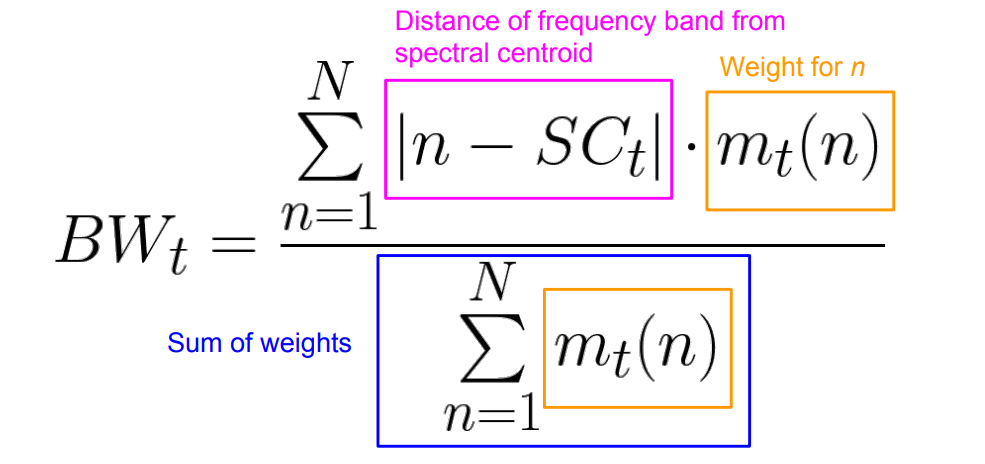 Distance of frequency band from
spectral centroid
Weight for n
BW_t = \frac{\sum_{n=1}^{N} |n - SC_t| \cdot m_t(n)}{\sum_{n=1}^{N} m_t(n)}
Sum of weights